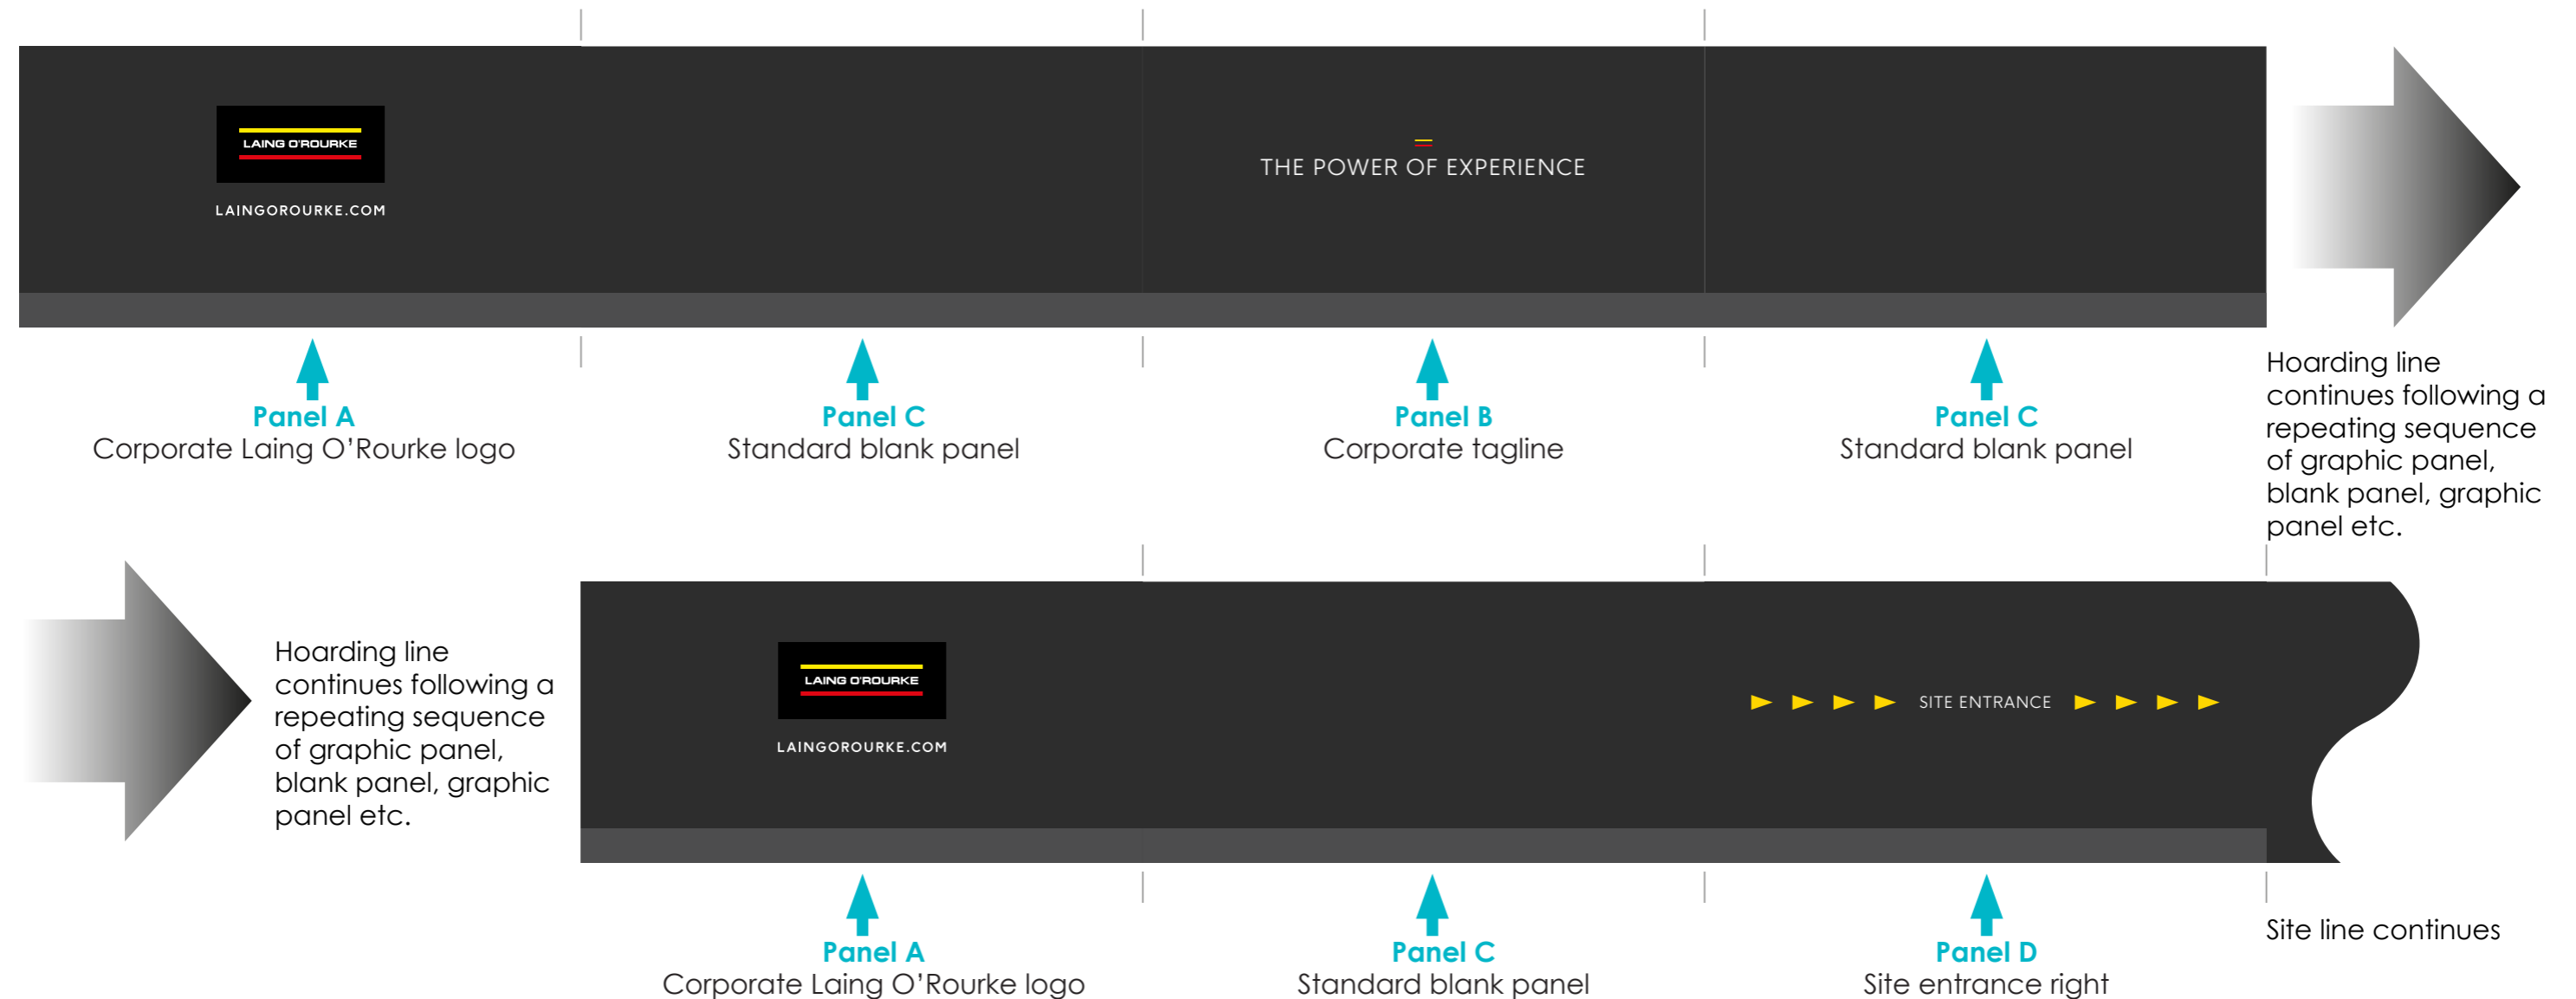 LAING O'ROURKE
LAINGOROURKE.COM
THE POWER OF EXPERIENCE
Panel A
Corporate Laing O’Rourke logo
Panel C
Standard blank panel
Panel B
Corporate tagline
Panel C
Standard blank panel
Hoarding line
continues following a
repeating sequence
of graphic panel,
blank panel, graphic
panel etc.
Hoarding line
continues following a
repeating sequence
of graphic panel,
blank panel, graphic
panel etc.
LAING O'ROURKE
LAINGOROURKE.COM
SITE ENTRANCE
Panel A
Corporate Laing O’Rourke logo
Panel C
Standard blank panel
Panel D
Site entrance right
Site line continues